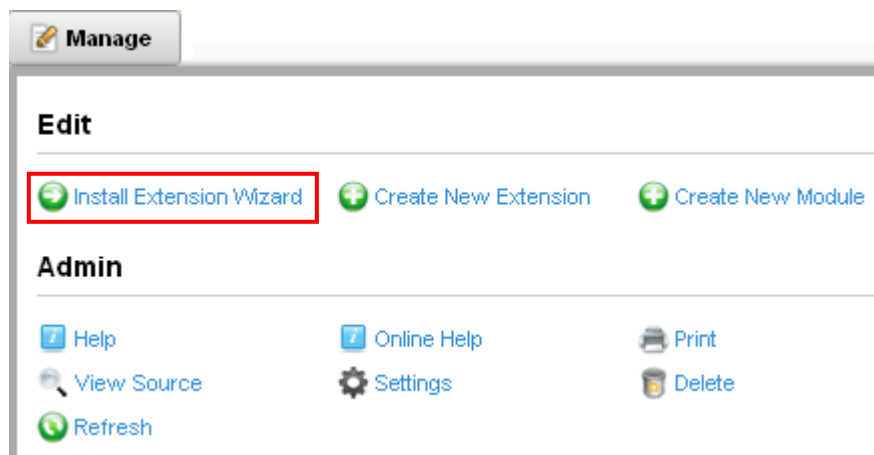 Manage
Edit
Install Extension Wizard Create New Extension Create New Module
Admin
Help Online Help Print
View Source Settings Delete
Refresh